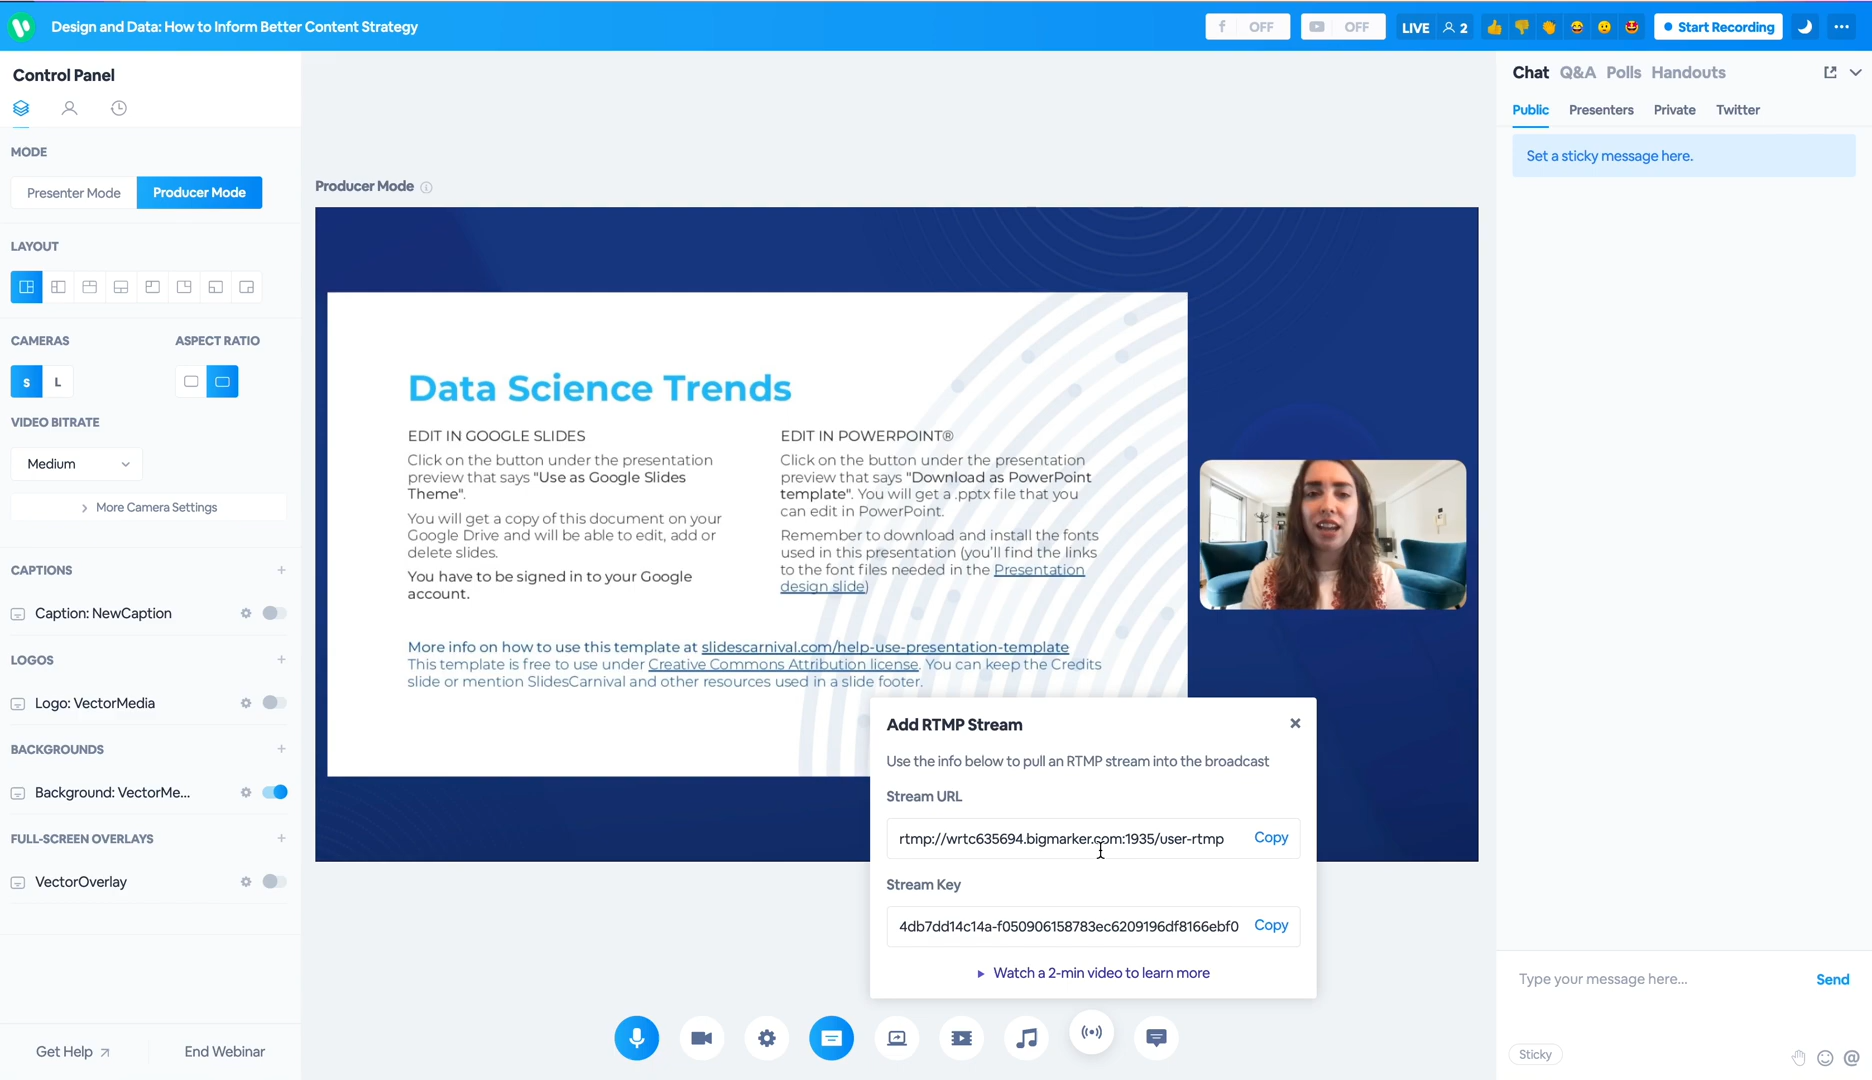 Design and Data: How to Inform Better Content Strategy
OFF
OFF
LIVE
2
Start Recording
Control Panel
MODE
Presenter Mode
Producer Mode
LAYOUT
CAMERAS
ASPECT RATIO
S
L
VIDEO BITRATE
Medium
More Camera Settings
CAPTIONS
Caption: NewCaption
LOGOS
Logo: VectorMedia
BACKGROUNDS
Background: VectorMe...
FULL-SCREEN OVERLAYS
VectorOverlay
Get Help
End Webinar
Producer Mode
Data Science Trends
EDIT IN GOOGLE SLIDES
Click on the button under the presentation
preview that says "Use as Google Slides
Theme".
You will get a copy of this document on your
Google Drive and will be able to edit, add or
delete slides.
You have to be signed in to your Google
account.
EDIT IN POWERPOINT®
Click on the button under the presentation
preview that says "Download as PowerPoint
template". You will get a .pptx file that you
can edit in PowerPoint.
Remember to download and install the fonts
used in this presentation (you'll find the links
to the font files needed in the Presentation
design slide)
More info on how to use this template at slidescarnival.com/help-use-presentation-template
This template is free to use under Creative Commons Attribution license. You can keep the Credits
slide or mention SlidesCarnival and other resources used in a slide footer.
Add RTMP Stream
Use the info below to pull an RTMP stream into the broadcast
Stream URL
rtmp://wrtc635694.bigmarker.com:1935/user-rtmp
Copy
Stream Key
4db7dd14c14a-f050906158783ec6209196df8166ebf0
Copy
Watch a 2-min video to learn more
Chat
Q&A
Polls
Handouts
Public
Presenters
Private
Twitter
Set a sticky message here.
Type your message here...
Send
Sticky